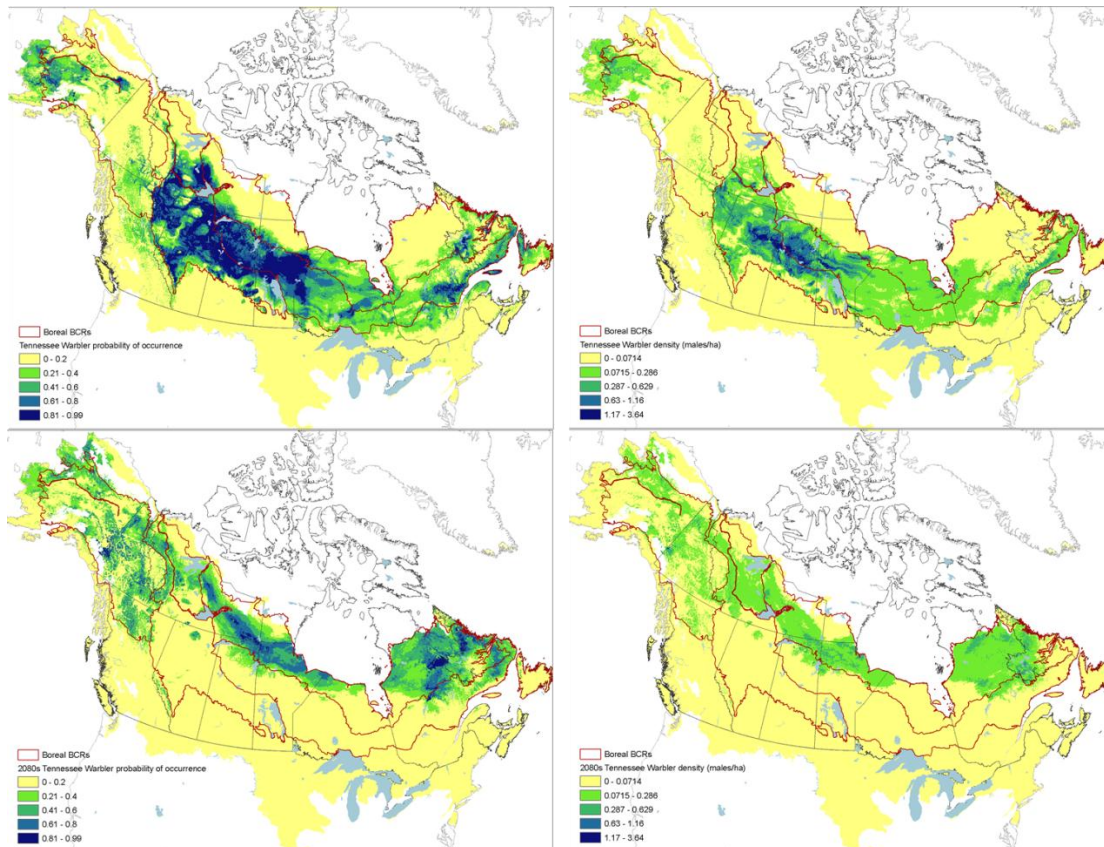 Boreal BCRs
Tennessee Warbler probability of occurrence
0 - 0.2
0.21 - 0.4
0.41 - 0.6
0.61 - 0.8
0.81 - 0.99
Boreal BCRs
Tennessee Warbler density (males/ha)
0 - 0.0714
0.0715 - 0.286
0.287 - 0.629
0.63 - 1.16
1.17 - 3.64
Boreal BCRs
2080s Tennessee Warbler probability of occurrence
0 - 0.2
0.21 - 0.4
0.41 - 0.6
0.61 - 0.8
0.81 - 0.99
Boreal BCRs
2080s Tennessee Warbler density (males/ha)
0 - 0.0714
0.0715 - 0.286
0.287 - 0.629
0.63 - 1.16
1.17 - 3.64